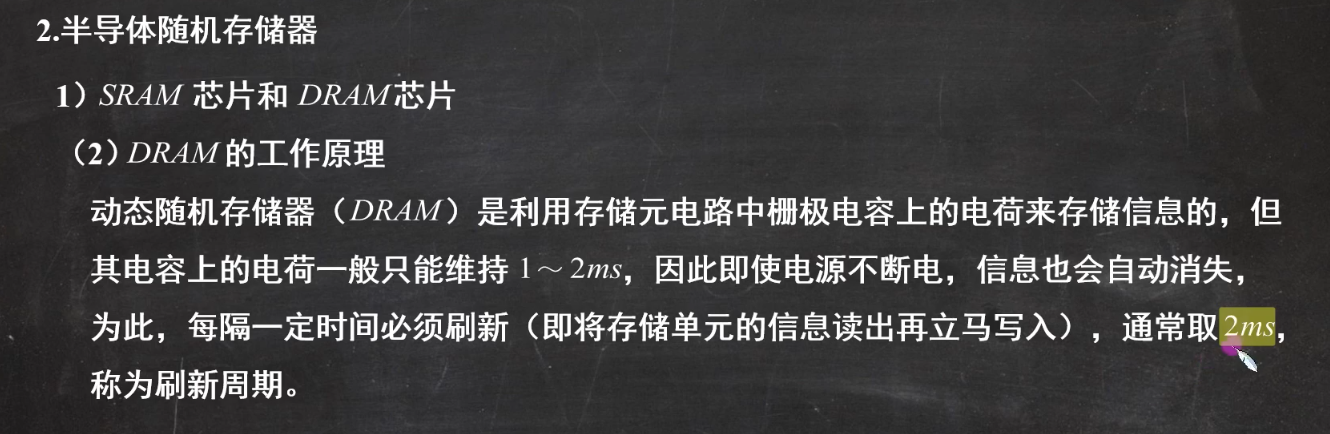 2.半导体随机存储器
1）SRAM 芯片和 DRAM芯片
（2）DRAM 的工作原理
动态随机存储器（DRAM）是利用存储元电路中栅极电容上的电荷来存储信息的，但
其电容上的电荷一般只能维持 1～2ms，因此即使电源不断电，信息也会自动消失，
为此，每隔一定时间必须刷新（即将存储单元的信息读出再立马写入），通常取2ms，
称为刷新周期。